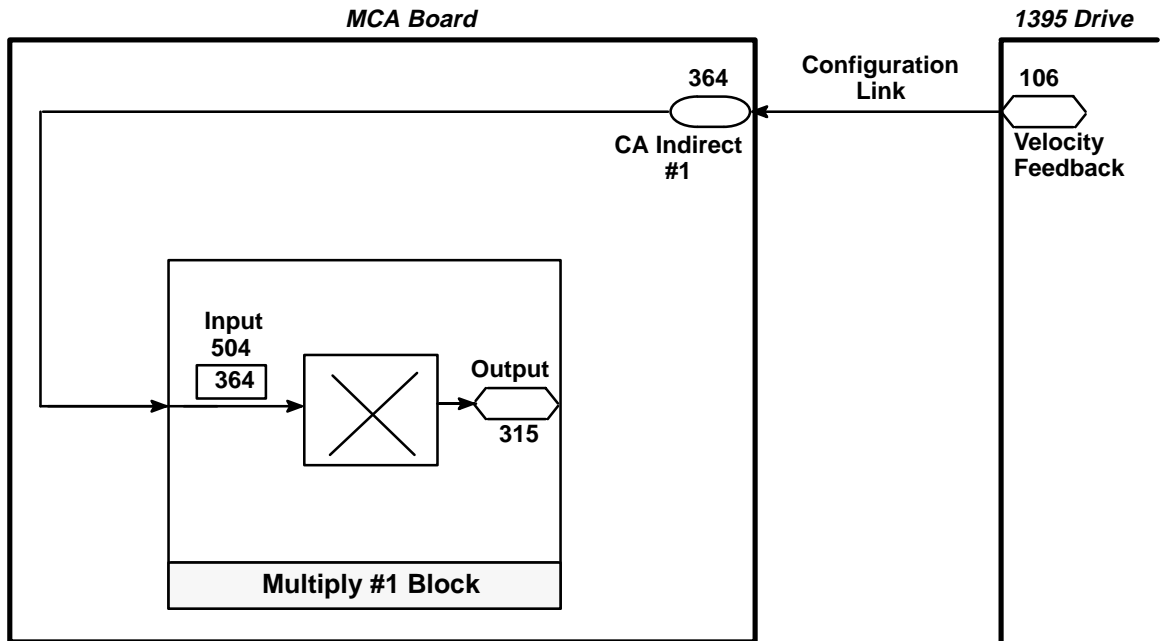 MCA Board
1395 Drive
364
Configuration
Link
106
CA Indirect
#1
Velocity
Feedback
Input
504
364
Output
315
Multiply #1 Block